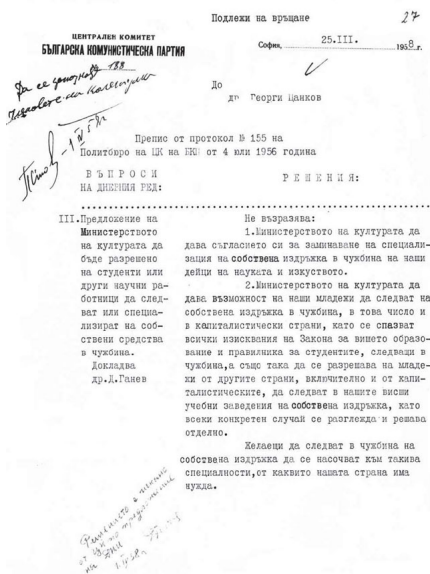 Подлежи на връщане
27
ЦЕНТРАЛЕН КОМИТЕТ
БЪЛГАРСКА КОМУНИСТИЧЕСКА ПАРТИЯ
София, 25.III. 1958 г.
Да се
До
др Георги Цанков
Препис от протокол № 155 на
Политбюро на ЦК на БКП от 4 юли 1956 година
ВЪПРОСИ
НА ДНЕВНИЯ РЕД:
РЕШЕНИЯ:
III.Предложение на
Министерството
на културата да
бъде разрешено
на студенти или
други научни ра-
ботници да след-
ват или специа-
лизират на соб-
ствени средства
в чужбина.
Докладва
др.Д.Ганев
Не възразява:
1.Министерството на културата да
дава съгласието си за заминаване на специали-
зация на собствена издръжка в чужбина на наши
дейци на науката и изкуството.
2.Министерството на културата да
дава възможност на наши младежи да следват на
собствена издръжка в чужбина, в това число и
в капиталистически страни, като се спазват
всички изисквания на Закона за висшето образо-
вание и правилника за студентите, следващи в
чужбина,а също така да се разрешава на младе-
жи от другите страни, включително и от капи-
талистическите, да следват в нашите висши
учебни заведения на собствена издръжка, като
всеки конкретен случай се разглежда и решава
отделно.
Желаещи да следват в чужбина на
собствена издръжка да се насочват към такива
специалности,от каквито нашата страна има
нужда.